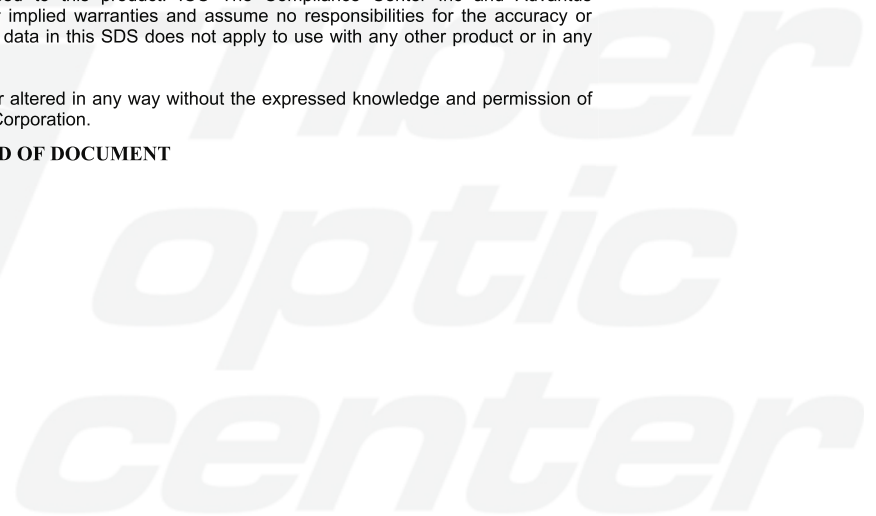 to this product. ICC The Compliance Center Inc and
implied warranties and assume no responsibilities for the accuracy or
data in this SDS does not apply to use with any other product or in any
altered in any way without the expressed knowledge and permission of
Corporation.
OF DOCUMENT
fiber
optic
center